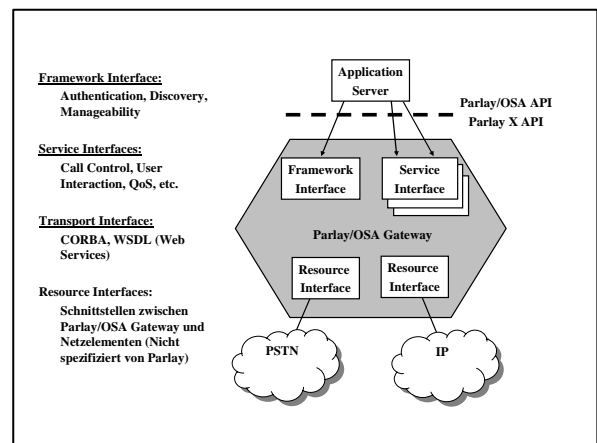 Framework Interface:
Authentication, Discovery,
Manageability
Service Interfaces:
Call Control, User
Interaction, QoS, etc.
Transport Interface:
CORBA, WSDL (Web
Services)
Resource Interfaces:
Schnittstellen zwischen
Parlay/OSA Gateway und
Netzelementen (Nicht
spezifiziert von Parlay)
Application
Server
Parlay/OSA API
Parlay X API
Framework
Interface
Service
Interface
Parlay/OSA Gateway
Resource
Interface
Resource
Interface
PSTN
IP